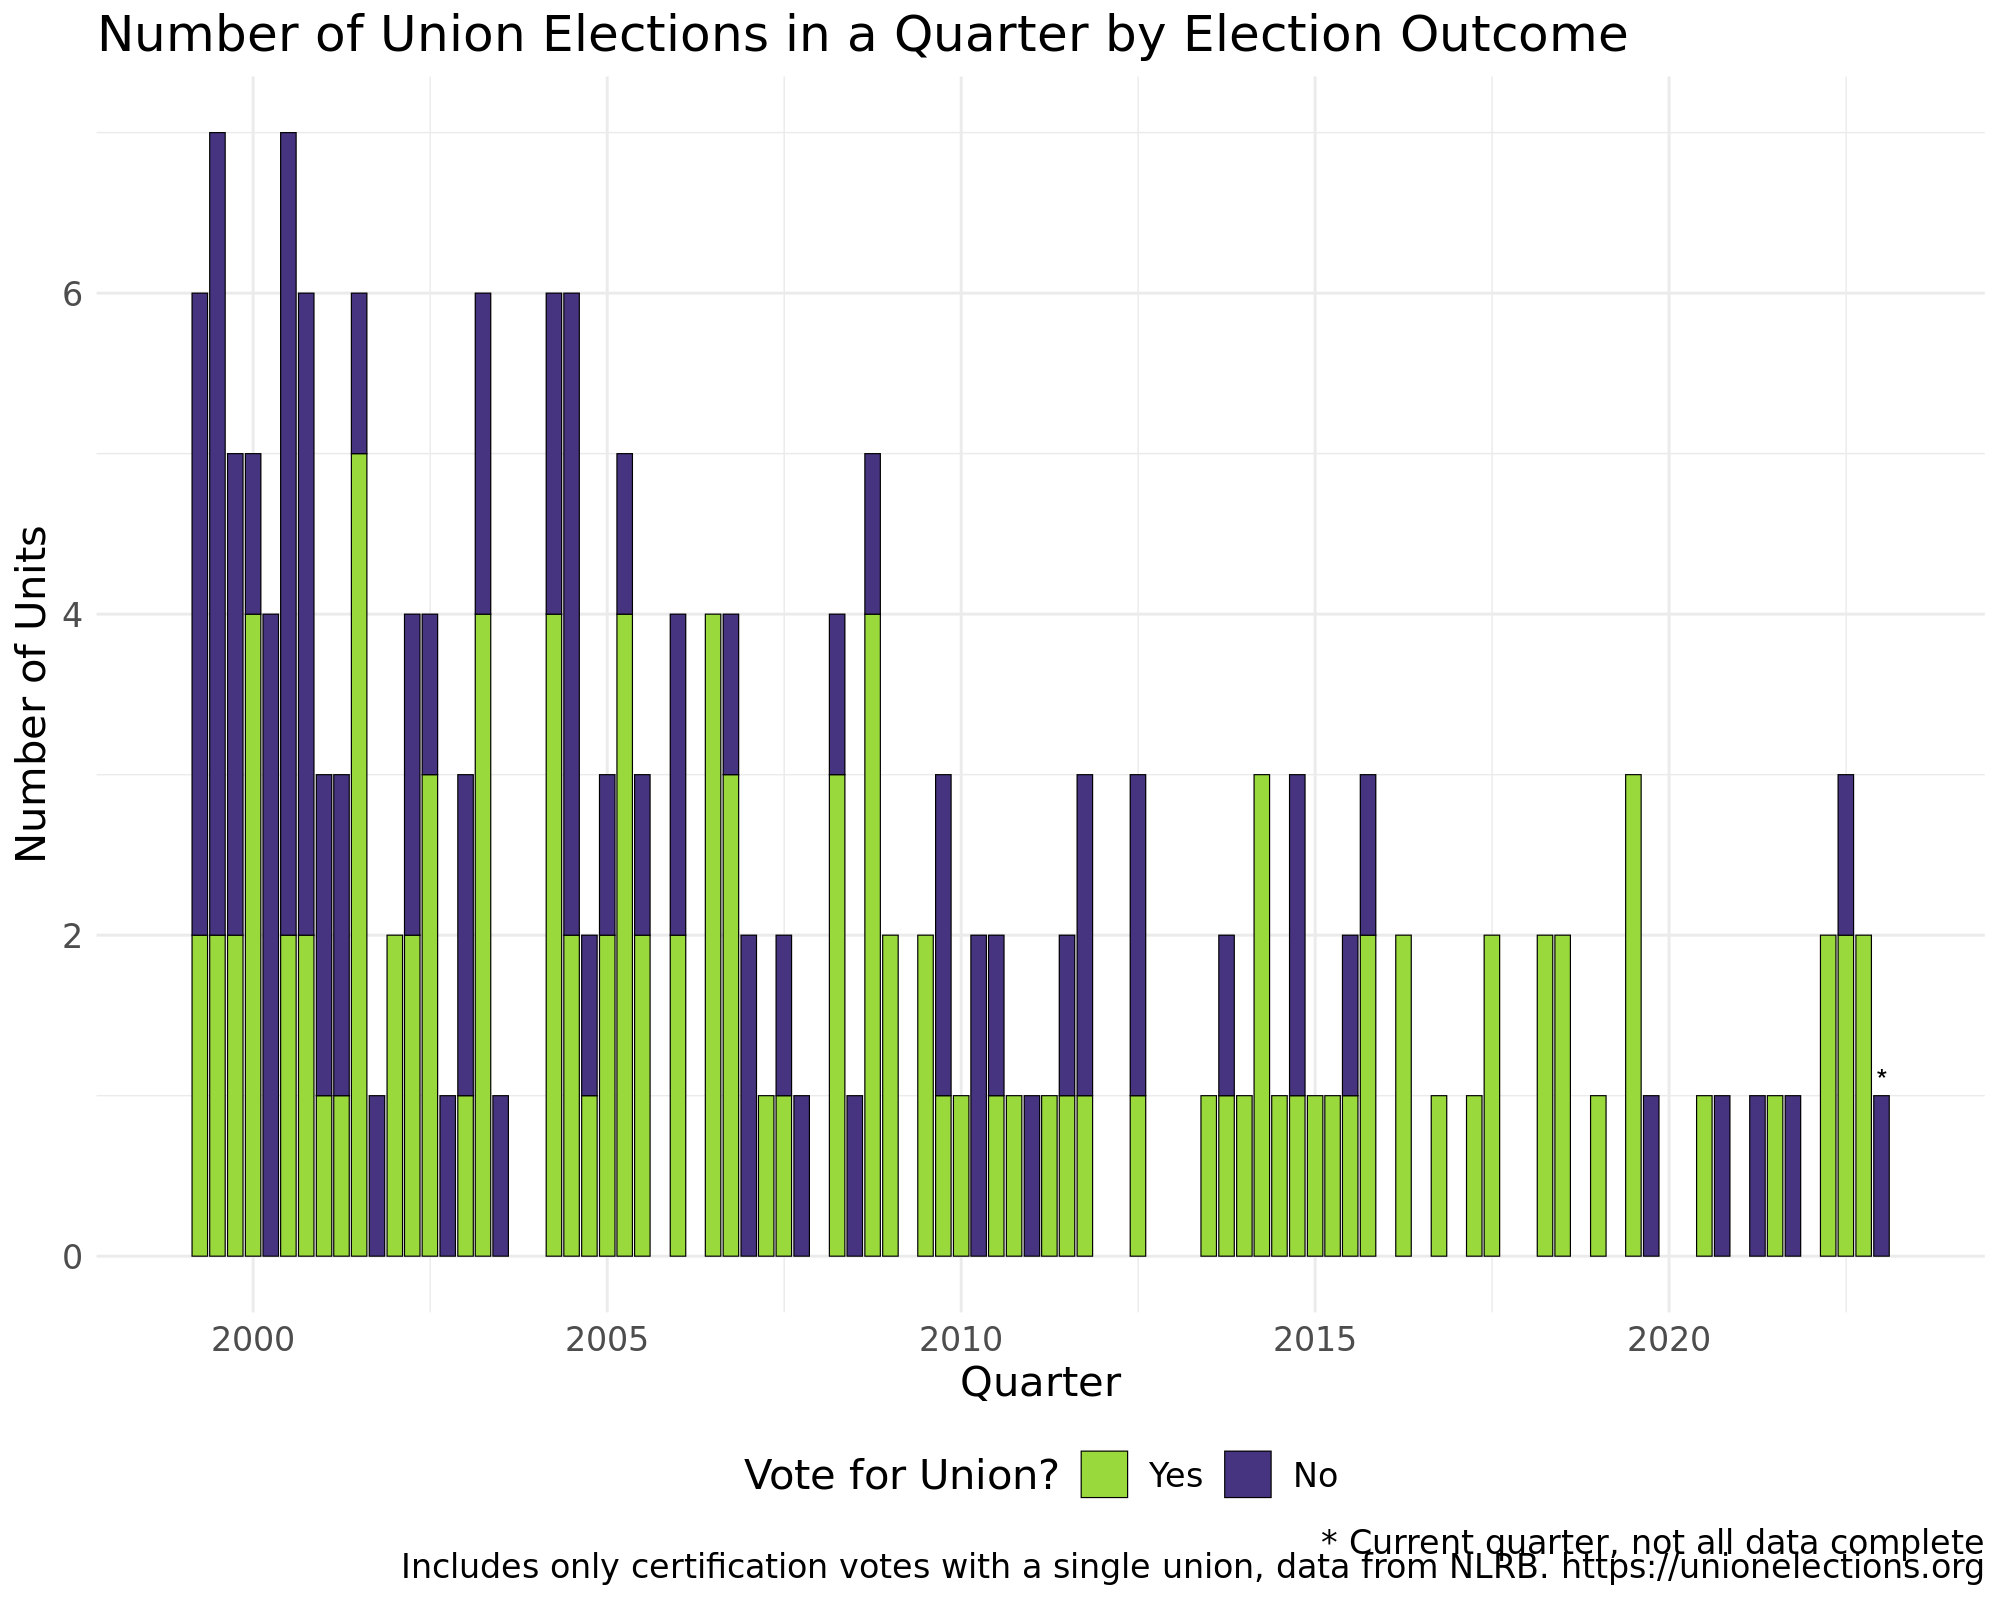 Number of Union Elections in a Quarter by Election Outcome
Number of Units
6
4
2
0
*
2000 2005 2010 2015 2020
Quarter
Vote for Union? Yes No
* Current quarter, not all data complete
Includes only certification votes with a single union, data from NLRB. https://unionelections.org